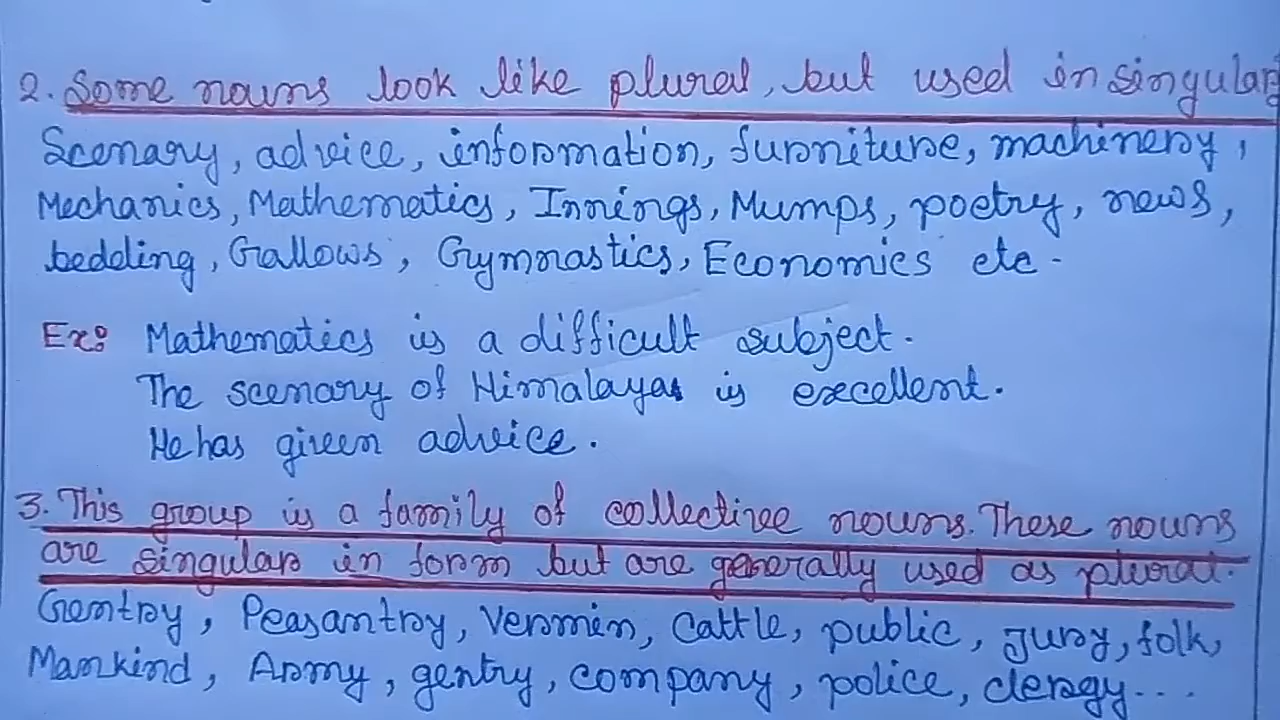 2. Some nouns look like plural, but used in singular
Scenary, advice, information, furniture, machinery,
Mechanics, Mathematics, Innings, Mumps, poetry, news,
bedding, Gallows, Gymnastics, Economics etc.
Ex: Mathematics is a difficult subject.
The scenary of Himalayas is excellent.
He has given advice.
3. This group is a family of collective nouns. These nouns
are singular in form but are generally used as plural.
Gentry, Peasantry, Vermin, Cattle, public, jury, folk,
Mankind, Army, gentry, company, police, clergy...